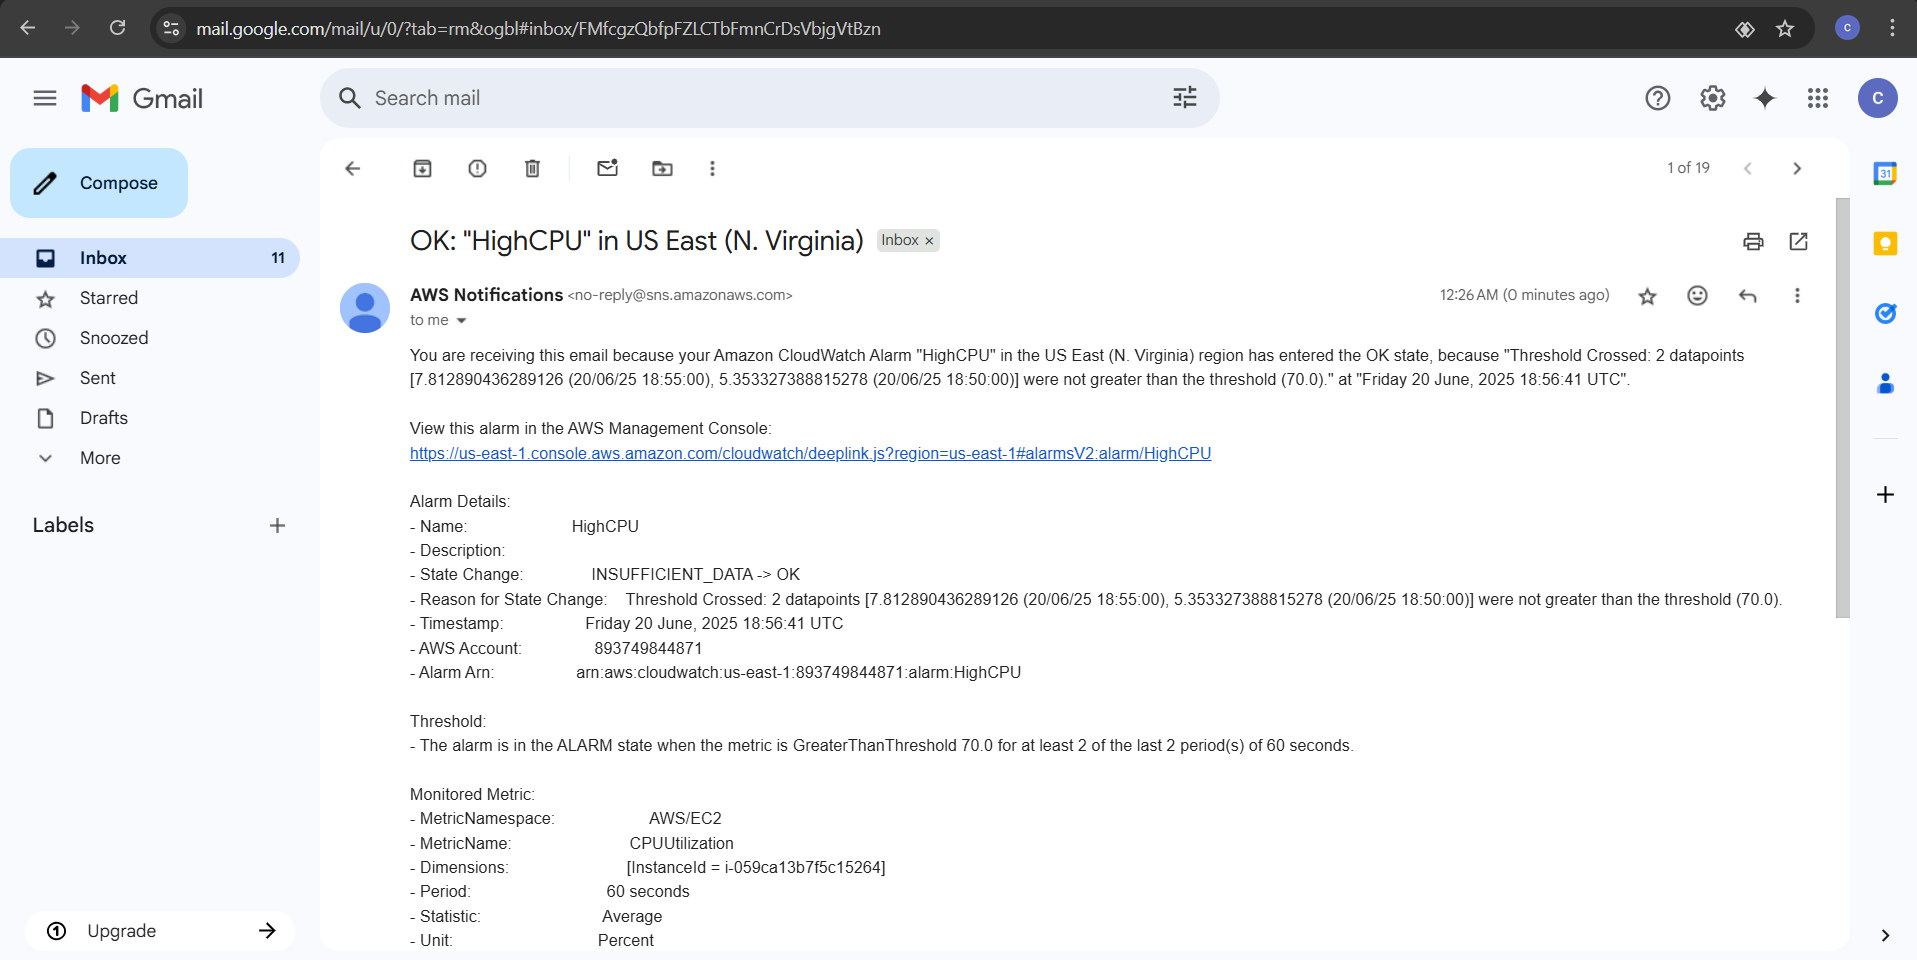 mail.google.com/mail/u/0/?tab=rm&ogbl#inbox/FMfcgzQbfpFZLCTbFmnCrDsVbjgVtBzn
C
Gmail
Search mail
C
Compose
1 of 19
31
OK: "HighCPU" in US East (N. Virginia)
Inbox ×
Inbox 11
Starred
Snoozed
Sent
Drafts
More
Labels
Upgrade
AWS Notifications <no-reply@sns.amazonaws.com>
12:26 AM (0 minutes ago)
to me
You are receiving this email because your Amazon CloudWatch Alarm "HighCPU" in the US East (N. Virginia) region has entered the OK state, because "Threshold Crossed: 2 datapoints
[7.812890436289126 (20/06/25 18:55:00), 5.353327388815278 (20/06/25 18:50:00)] were not greater than the threshold (70.0)." at "Friday 20 June, 2025 18:56:41 UTC".
View this alarm in the AWS Management Console:
https://us-east-1.console.aws.amazon.com/cloudwatch/deeplink.js?region=us-east-1#alarmsV2:alarm/HighCPU
Alarm Details:
- Name: HighCPU
- Description:
- State Change: INSUFFICIENT_DATA -> OK
- Reason for State Change: Threshold Crossed: 2 datapoints [7.812890436289126 (20/06/25 18:55:00), 5.353327388815278 (20/06/25 18:50:00)] were not greater than the threshold (70.0).
- Timestamp: Friday 20 June, 2025 18:56:41 UTC
- AWS Account: 893749844871
- Alarm Arn: arn:aws:cloudwatch:us-east-1:893749844871:alarm:HighCPU
Threshold:
- The alarm is in the ALARM state when the metric is GreaterThanThreshold 70.0 for at least 2 of the last 2 period(s) of 60 seconds.
Monitored Metric:
- MetricNamespace: AWS/EC2
- MetricName: CPUUtilization
- Dimensions: [InstanceId = i-059ca13b7f5c15264]
- Period: 60 seconds
- Statistic: Average
- Unit: Percent